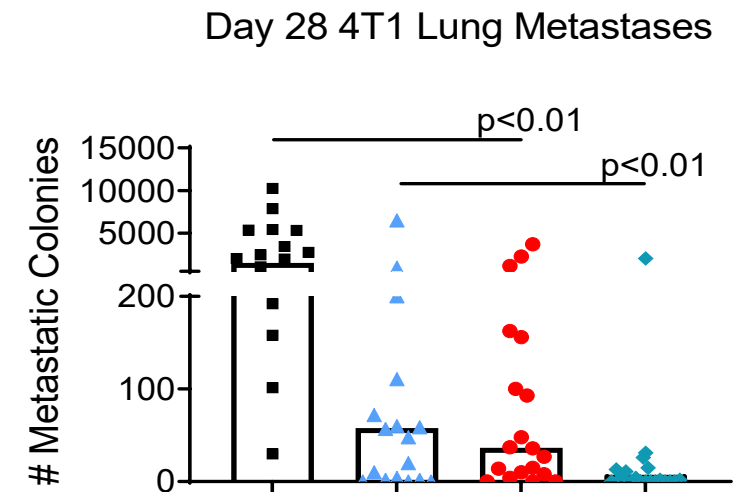 Day 28 4T1 Lung Metastases
p<0.01
p<0.01
# Metastatic Colonies
15000
10000
5000
200
100
0